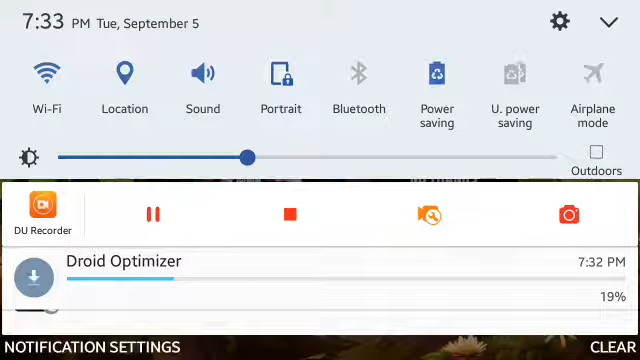 7:33 PM Tue, September 5
Wi-Fi
Location
Sound
Portrait
Bluetooth
Power saving
U. power saving
Airplane mode
Outdoors
DU Recorder
Droid Optimizer
7:32 PM
19%
NOTIFICATION SETTINGS
CLEAR